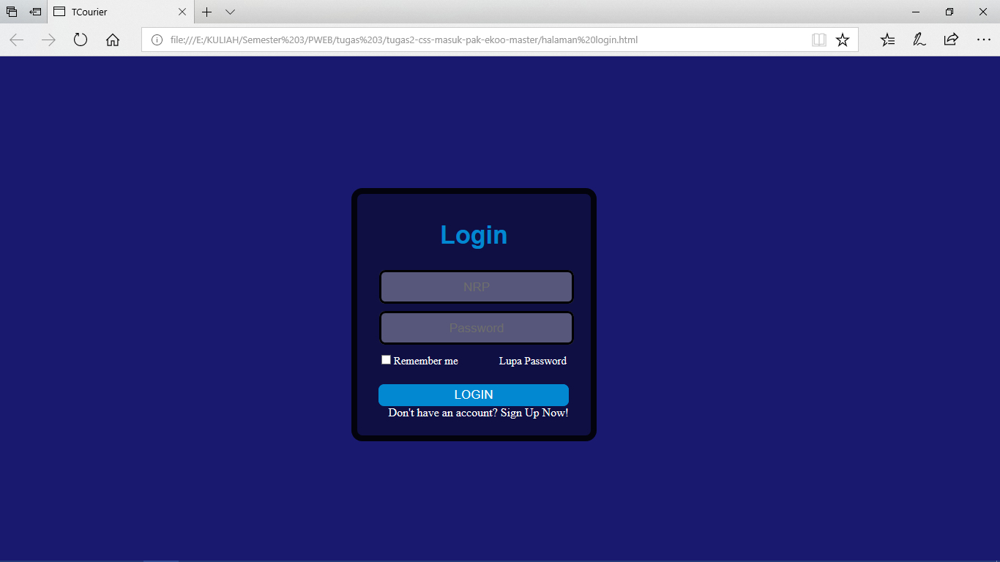 TCourier
file:///E:/KULIAH/Semester%203/PWEB/tugas%203/tugas2-css-masuk-pak-ekoo-master/halaman%20login.html
Login
NRP
Password
Remember me Lupa Password
LOGIN
Don't have an account? Sign Up Now!